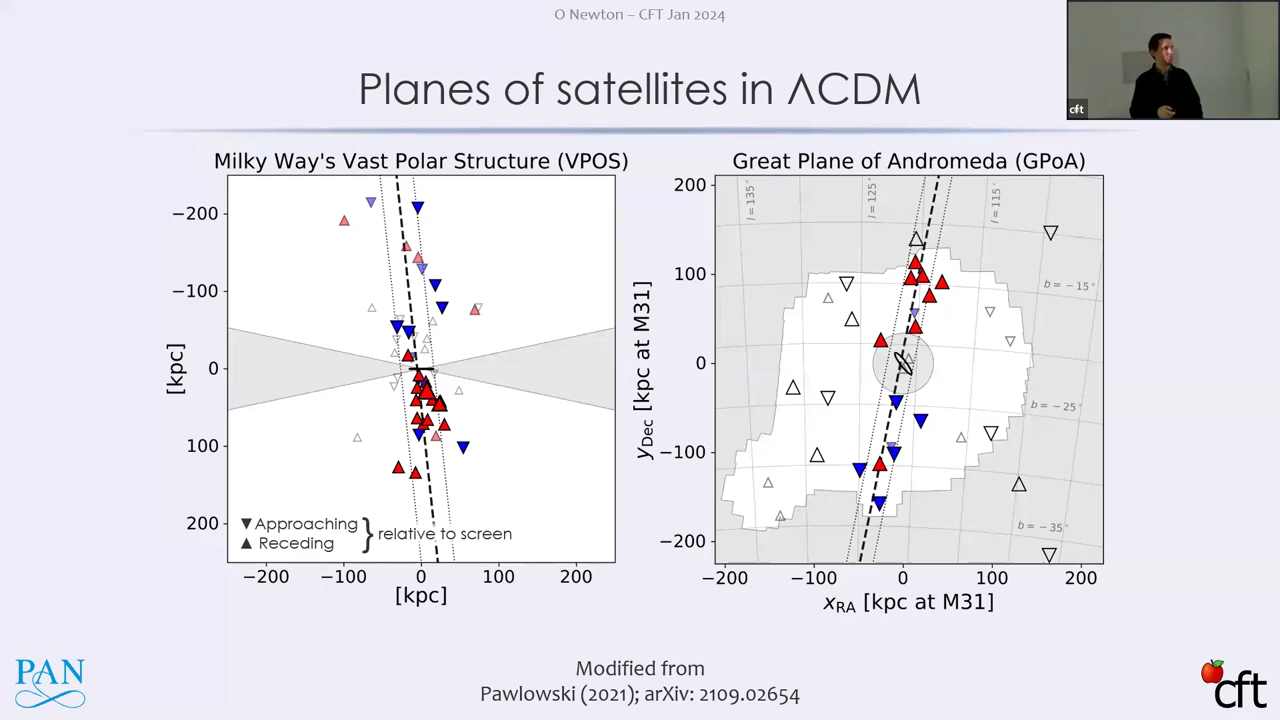 O Newton – CFT Jan 2024
cft
Planes of satellites in ΛCDM
Milky Way's Vast Polar Structure (VPOS)
−200
−100
0
100
200
[kpc]
−200
−100
0
100
200
[kpc]
▼ Approaching
▲ Receding
} relative to screen
Great Plane of Andromeda (GPoA)
200
100
0
−100
−200
yDec [kpc at M31]
l = 135°
l = 125°
l = 115°
b = −15°
b = −25°
b = −35°
−200
−100
0
100
200
xRA [kpc at M31]
Modified from
Pawlowski (2021); arXiv: 2109.02654
PAN
cft